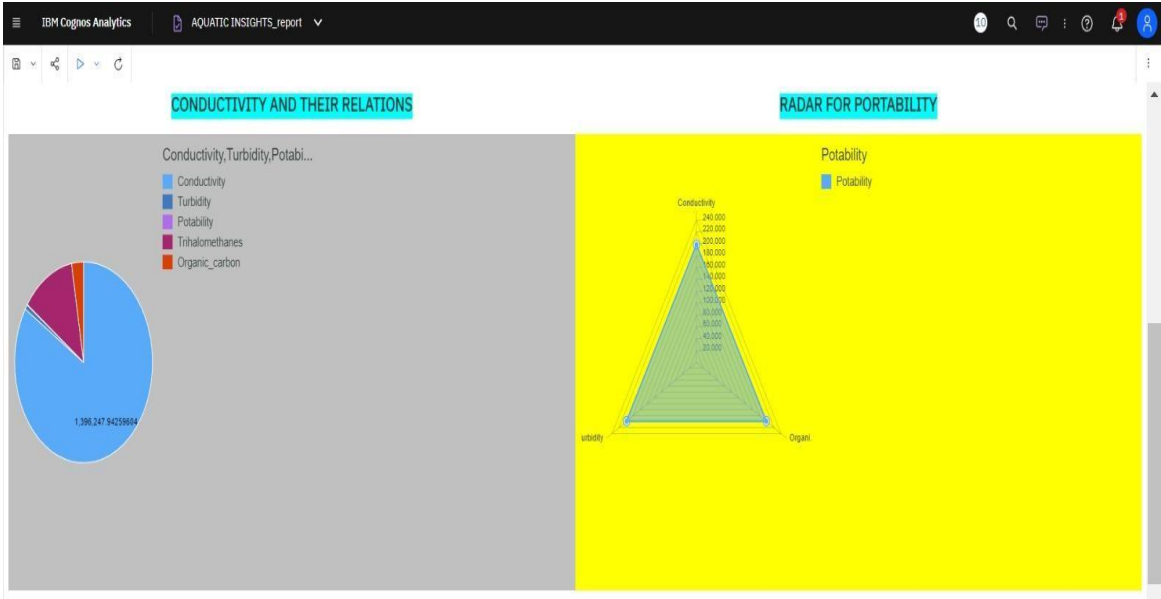 IBM Cognos Analytics
AQUATIC INSIGHTS_report
10
1
CONDUCTIVITY AND THEIR RELATIONS
Conductivity,Turbidity,Potabi...
Conductivity
Turbidity
Potability
Trihalomethanes
Organic_carbon
1,396,247.94259604
RADAR FOR PORTABILITY
Potability
Potability
Conductivity
240,000
220,000
200,000
180,000
160,000
140,000
120,000
100,000
80,000
60,000
40,000
20,000
urbidity
Organi.